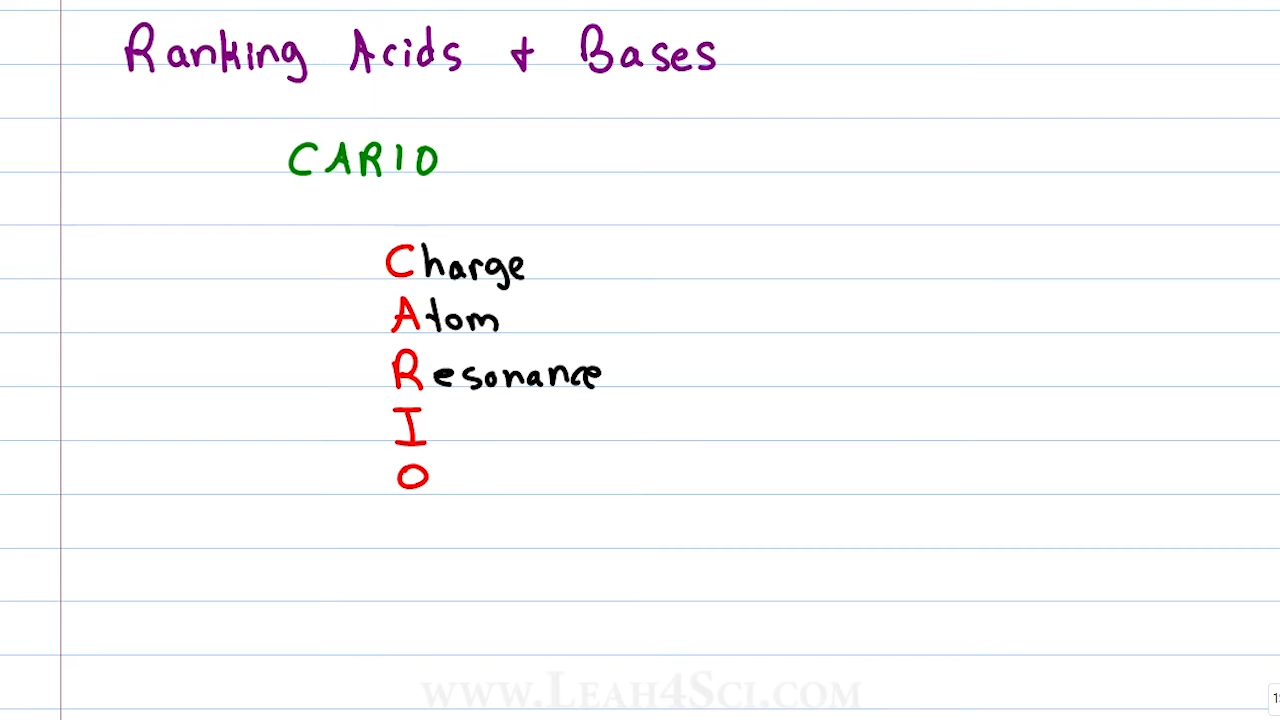 Ranking Acids & Bases
CARIO
Charge
Atom
Resonance
I
O
www.Leah4Sci.com